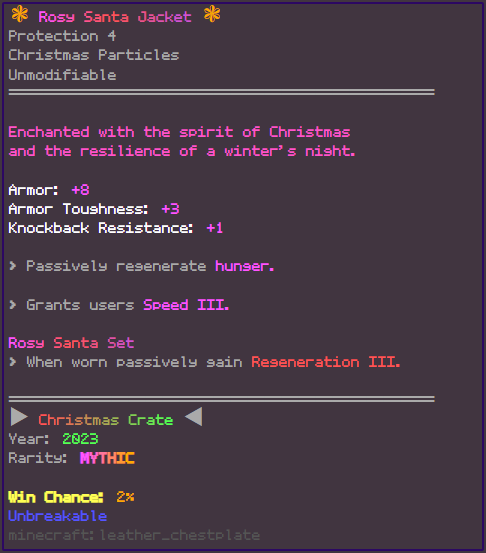 ❃ Rosy Santa Jacket ❃
Protection 4
Christmas Particles
Unmodifiable
Enchanted with the spirit of Christmas
and the resilience of a winter's night.
Armor: +8
Armor Toughness: +3
Knockback Resistance: +1
> Passively regenerate hunger.
> Grants users Speed III.
Rosy Santa Set
> When worn passively gain Regeneration III.
▶ Christmas Crate ◀
Year: 2023
Rarity: MYTHIC
Win Chance: 2%
Unbreakable
minecraft:leather_chestplate